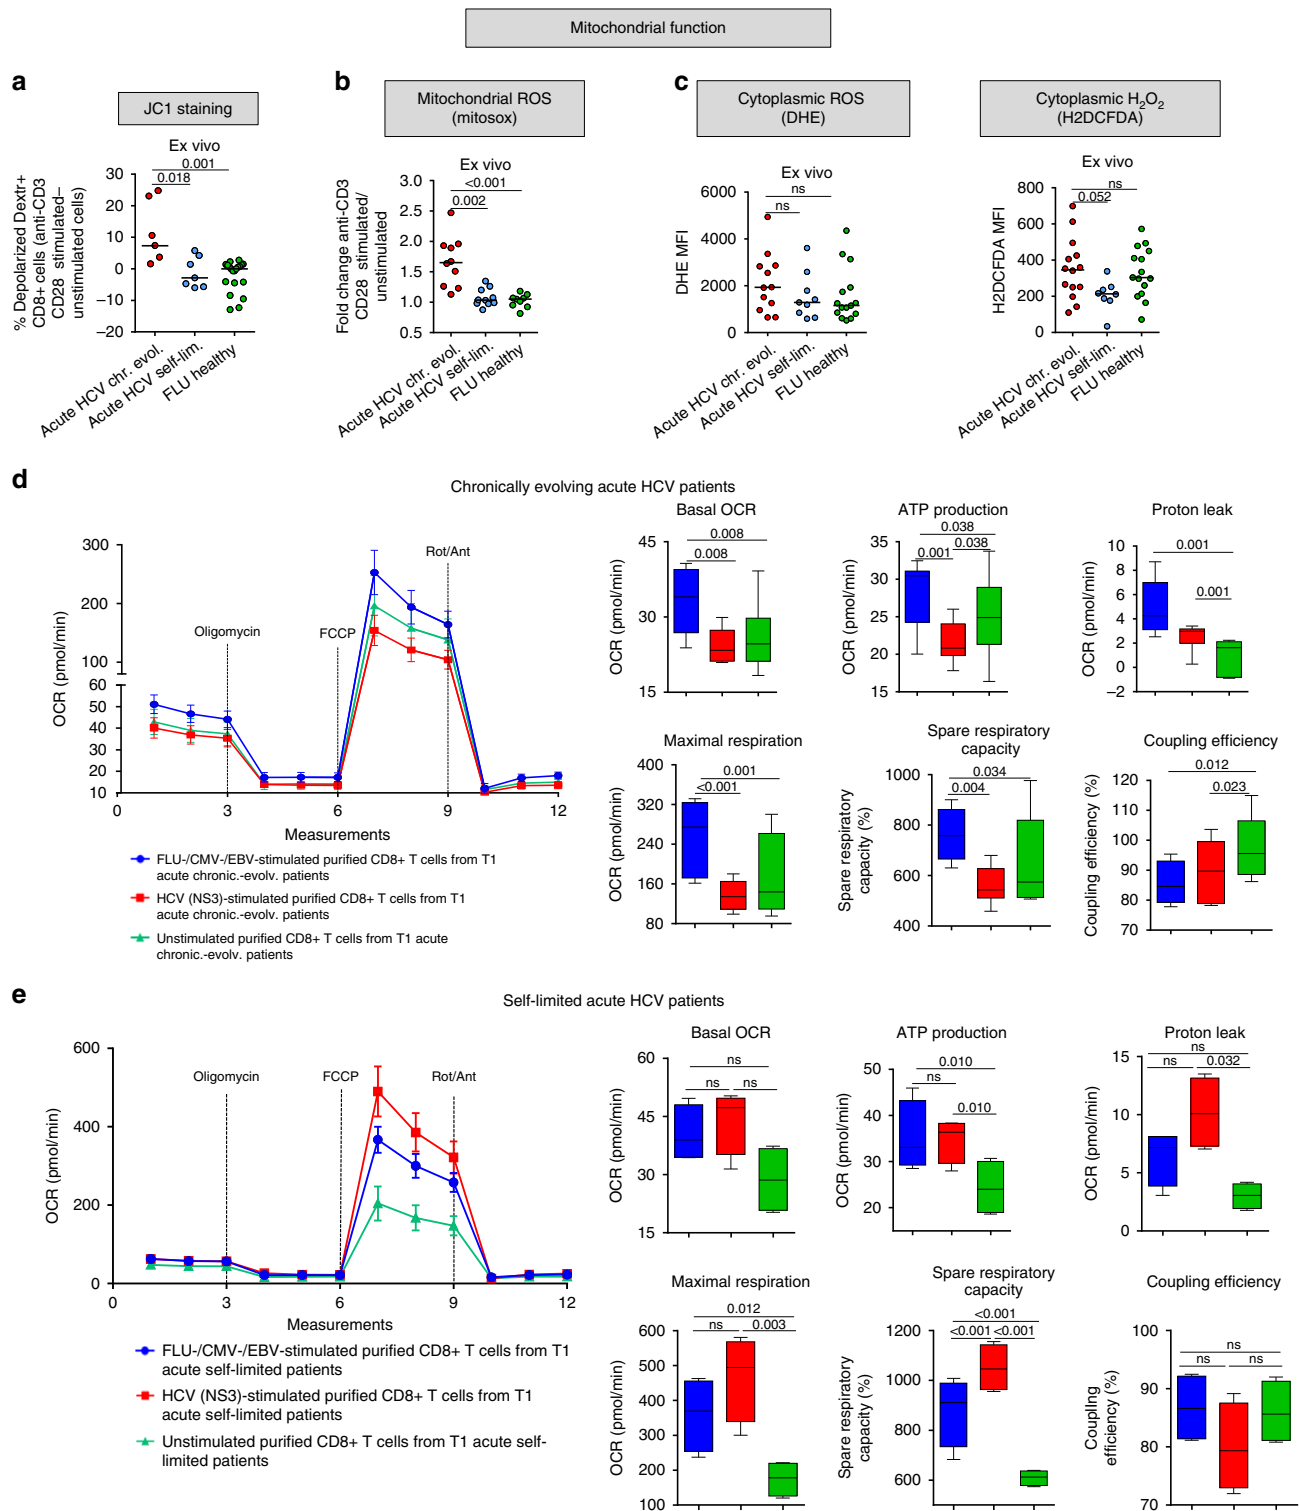 Mitochondrial function
a
JC1 staining
Ex vivo
0.001
0.018
% Depolarized Dextr+
CD8+ cells (anti-CD3
CD28 stimulated–
unstimulated cells)
30
20
10
0
−10
−20
Acute HCV chr. evol.
Acute HCV self-lim.
FLU healthy
b
Mitochondrial ROS
(mitosox)
Ex vivo
<0.001
0.002
Fold change anti-CD3
CD28 stimulated/
unstimulated
3.0
2.5
2.0
1.5
1.0
0.5
Acute HCV chr. evol.
Acute HCV self-lim.
FLU healthy
c
Cytoplasmic ROS
(DHE)
Ex vivo
ns
ns
DHE MFI
6000
4000
2000
0
Acute HCV chr. evol.
Acute HCV self-lim.
FLU healthy
Cytoplasmic H2O2
(H2DCFDA)
Ex vivo
ns
0.052
H2DCFDA MFI
800
600
400
200
0
Acute HCV chr. evol.
Acute HCV self-lim.
FLU healthy
d
Chronically evolving acute HCV patients
OCR (pmol/min)
300
200
100
60
50
40
30
20
10
Oligomycin
FCCP
Rot/Ant
0
3
6
9
12
Measurements
FLU-/CMV-/EBV-stimulated purified CD8+ T cells from T1
acute chronic.-evolv. patients
HCV (NS3)-stimulated purified CD8+ T cells from T1
acute chronic.-evolv. patients
Unstimulated purified CD8+ T cells from T1 acute
chronic.-evolv. patients
Basal OCR
0.008
0.008
OCR (pmol/min)
45
30
15
ATP production
0.038
0.001
0.038
OCR (pmol/min)
35
30
25
20
15
Proton leak
0.001
0.001
OCR (pmol/min)
10
8
6
4
2
0
−2
Maximal respiration
0.001
<0.001
OCR (pmol/min)
400
320
240
160
80
Spare respiratory
capacity
0.034
0.004
Spare respiratory
capacity (%)
1000
800
600
400
Coupling efficiency
0.012
0.023
Coupling efficiency (%)
120
110
100
90
80
70
e
Self-limited acute HCV patients
OCR (pmol/min)
600
400
200
0
Oligomycin
FCCP
Rot/Ant
0
3
6
9
12
Measurements
FLU-/CMV-/EBV-stimulated purified CD8+ T cells from T1
acute self-limited patients
HCV (NS3)-stimulated purified CD8+ T cells from T1
acute self-limited patients
Unstimulated purified CD8+ T cells from T1 acute self-
limited patients
Basal OCR
ns
ns
ns
OCR (pmol/min)
60
45
30
15
ATP production
0.010
ns
0.010
OCR (pmol/min)
50
40
30
20
Proton leak
ns
ns
0.032
OCR (pmol/min)
15
10
5
0
Maximal respiration
0.012
ns
0.003
OCR (pmol/min)
600
500
400
300
200
100
Spare respiratory
capacity
<0.001
<0.001
<0.001
Spare respiratory
capacity (%)
1200
1000
800
600
Coupling efficiency
ns
ns
ns
Coupling
efficiency (%)
100
90
80
70